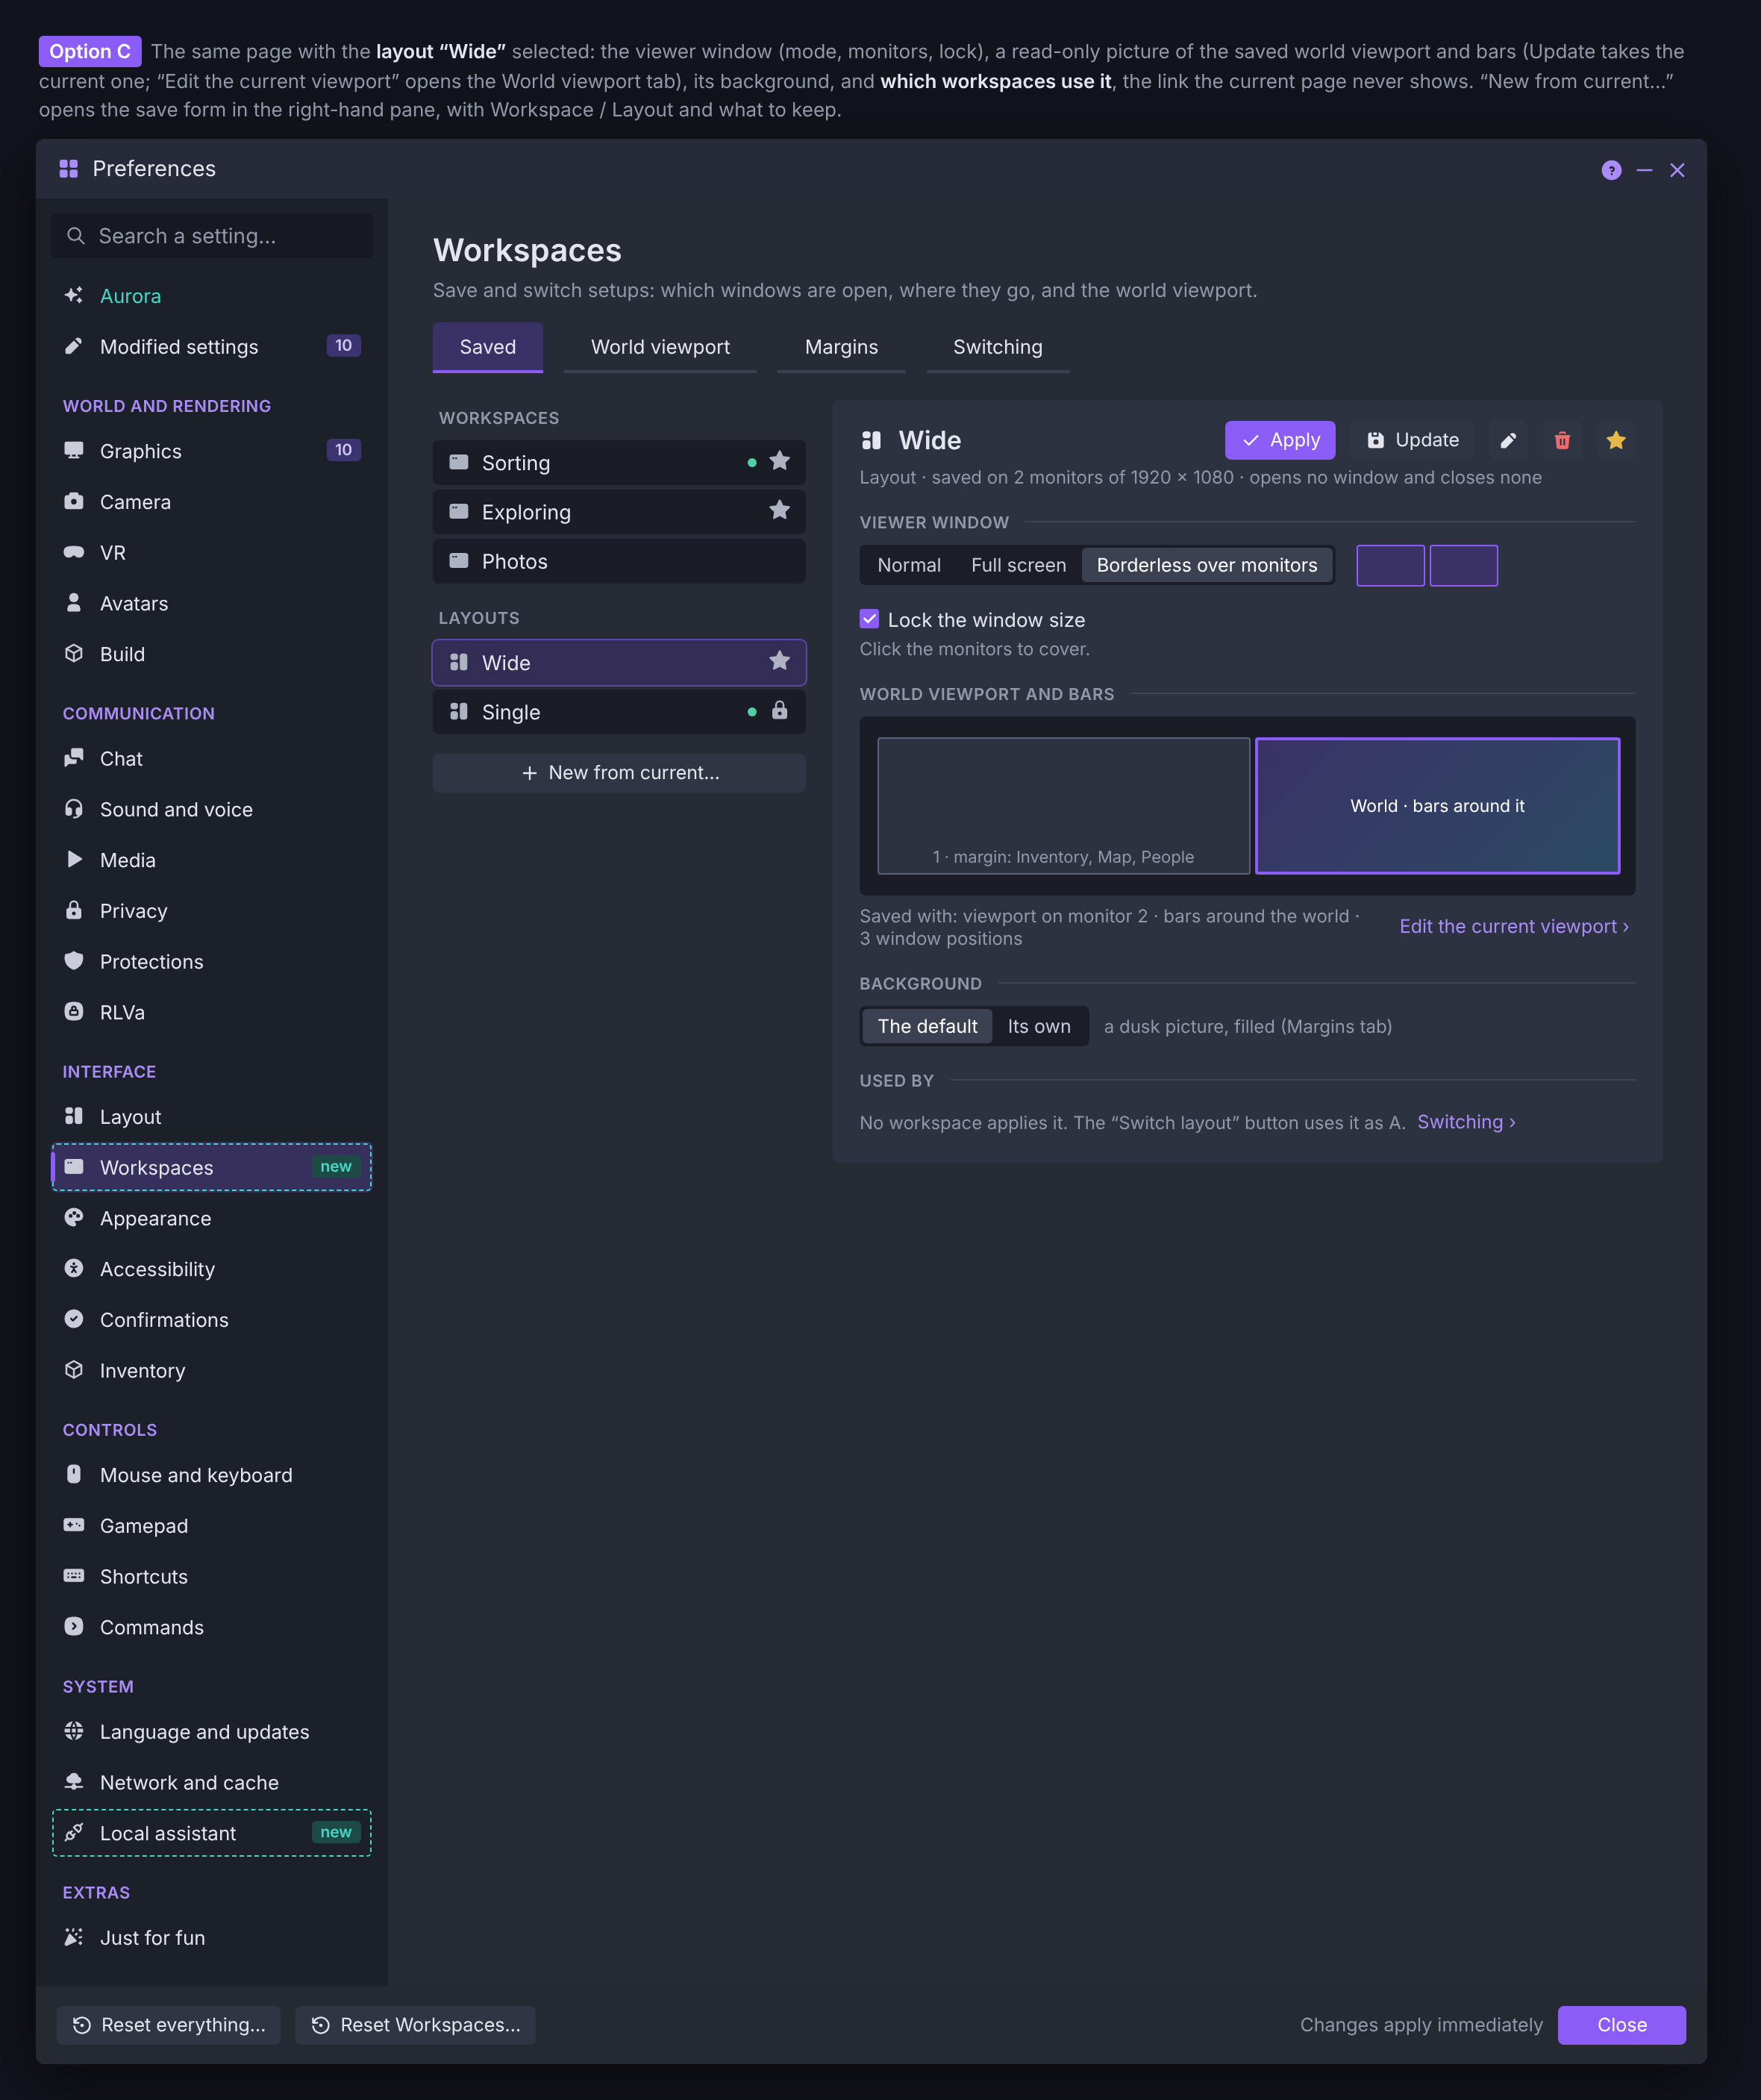 Option C The same page with the layout “Wide” selected: the viewer window (mode, monitors, lock), a read-only picture of the saved world viewport and bars (Update takes the
current one; “Edit the current viewport” opens the World viewport tab), its background, and which workspaces use it, the link the current page never shows. “New from current…”
opens the save form in the right-hand pane, with Workspace / Layout and what to keep.
Preferences
?
Search a setting…
Aurora
Modified settings 10
WORLD AND RENDERING
Graphics 10
Camera
VR
Avatars
Build
COMMUNICATION
Chat
Sound and voice
Media
Privacy
Protections
RLVa
INTERFACE
Layout
Workspaces new
Appearance
Accessibility
Confirmations
Inventory
CONTROLS
Mouse and keyboard
Gamepad
Shortcuts
Commands
SYSTEM
Language and updates
Network and cache
Local assistant new
EXTRAS
Just for fun
Workspaces
Save and switch setups: which windows are open, where they go, and the world viewport.
Saved World viewport Margins Switching
WORKSPACES
Sorting
Exploring
Photos
LAYOUTS
Wide
Single
New from current…
Wide Apply Update
Layout · saved on 2 monitors of 1920 × 1080 · opens no window and closes none
VIEWER WINDOW
Normal Full screen Borderless over monitors
Lock the window size
Click the monitors to cover.
WORLD VIEWPORT AND BARS
World · bars around it
1 · margin: Inventory, Map, People
Saved with: viewport on monitor 2 · bars around the world ·
3 window positions
Edit the current viewport ›
BACKGROUND
The default Its own a dusk picture, filled (Margins tab)
USED BY
No workspace applies it. The “Switch layout” button uses it as A. Switching ›
Reset everything… Reset Workspaces… Changes apply immediately Close